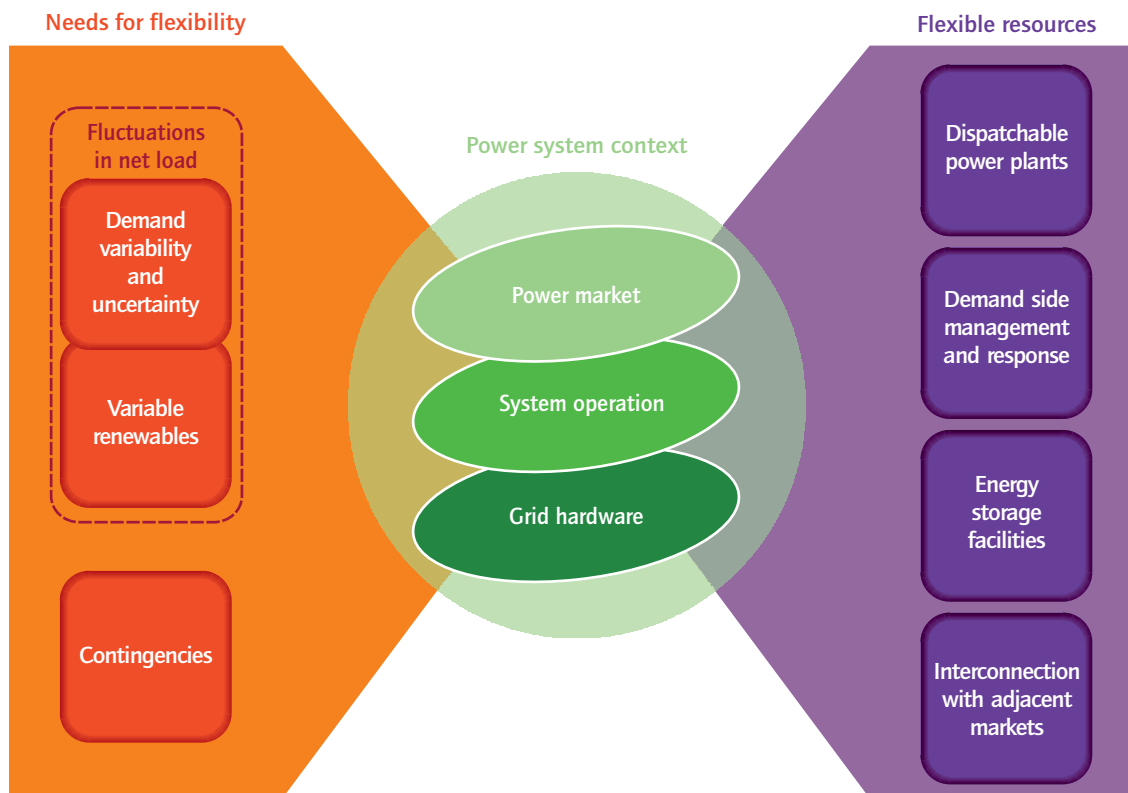 Needs for flexibility
Fluctuations
in net load
Demand
variability
and
uncertainty
Variable
renewables
Contingencies
Power system context
Power market
System operation
Grid hardware
Flexible resources
Dispatchable
power plants
Demand side
management
and response
Energy
storage
facilities
Interconnection
with adjacent
markets